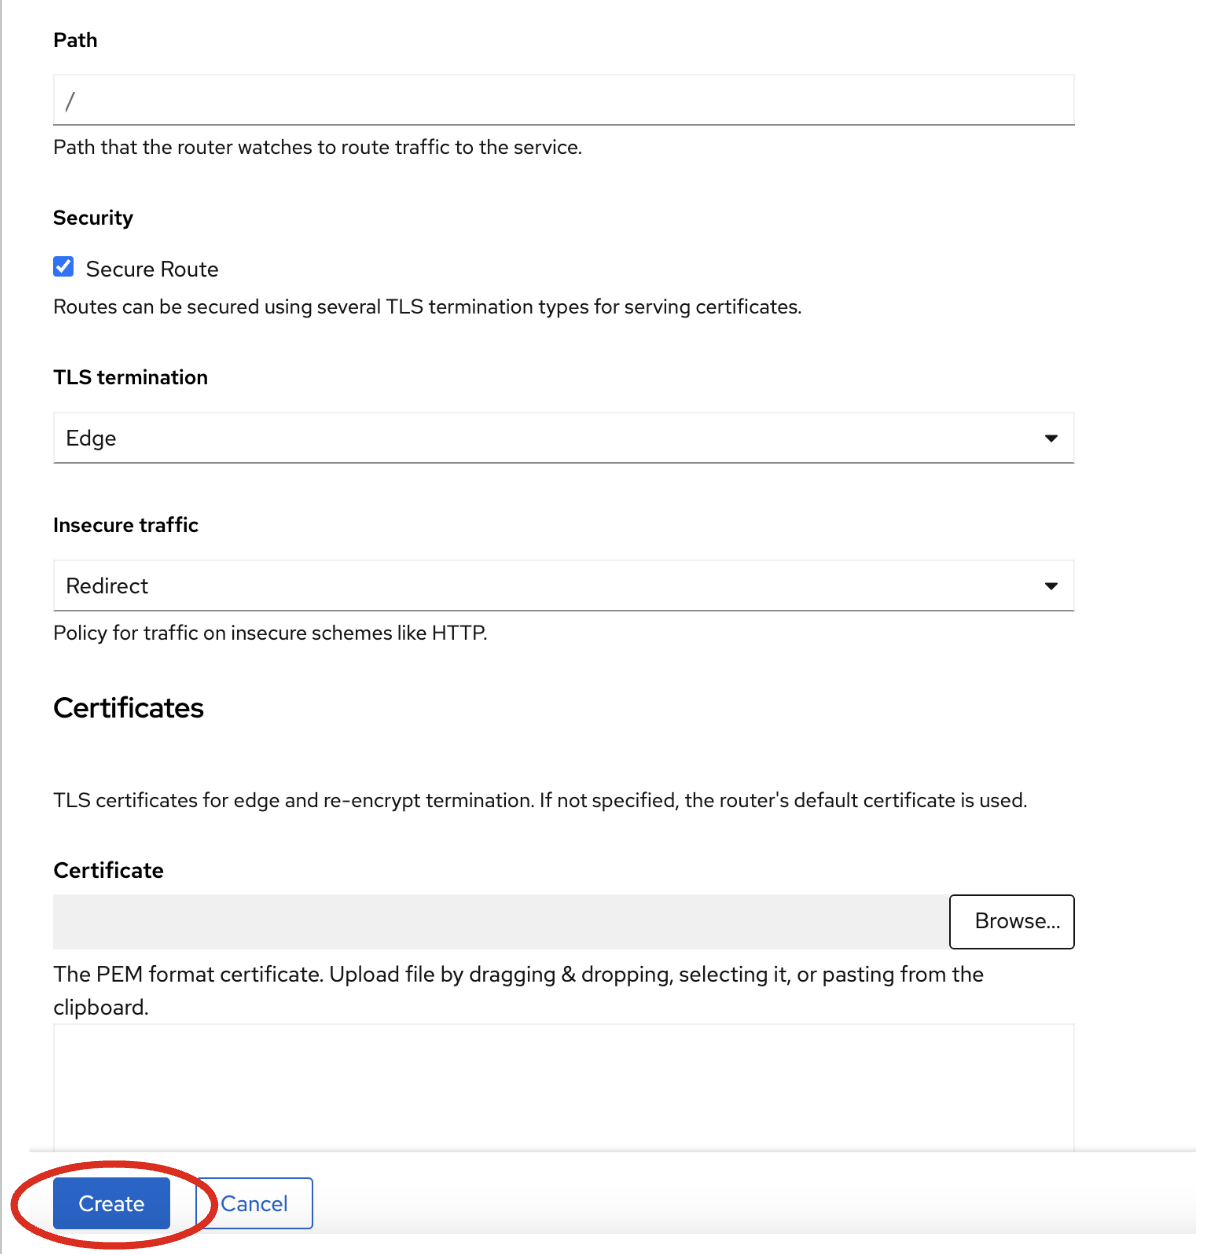 Path
/
Path that the router watches to route traffic to the service.
Security
Secure Route
Routes can be secured using several TLS termination types for serving certificates.
TLS termination
Edge
Insecure traffic
Redirect
Policy for traffic on insecure schemes like HTTP.
Certificates
TLS certificates for edge and re-encrypt termination. If not specified, the router's default certificate is used.
Certificate
Browse...
The PEM format certificate. Upload file by dragging & dropping, selecting it, or pasting from the
clipboard.
Create Cancel